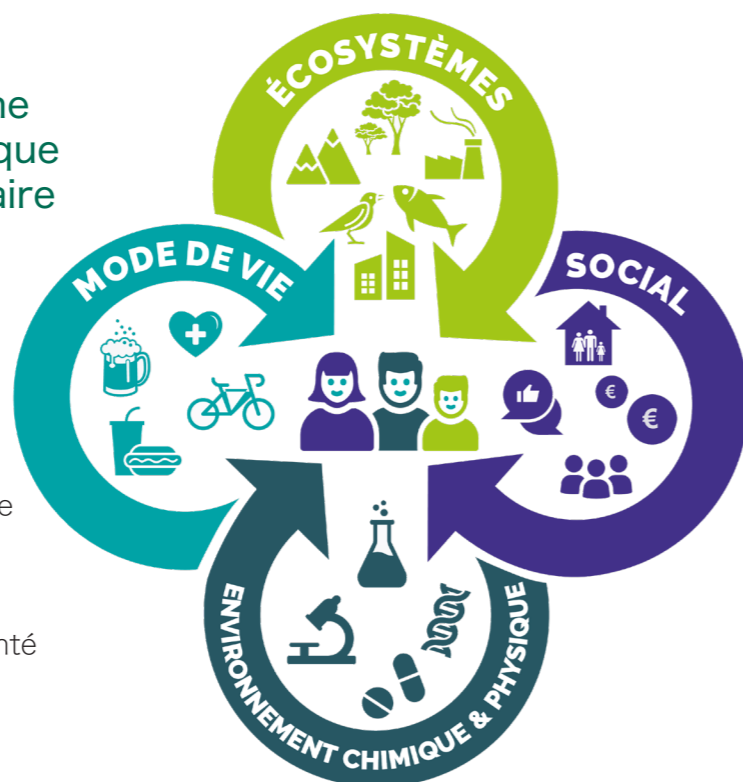 ÉCOSYSTÈMES
MODE DE VIE
SOCIAL
€
€
ENVIRONNEMENT CHIMIQUE & PHYSIQUE